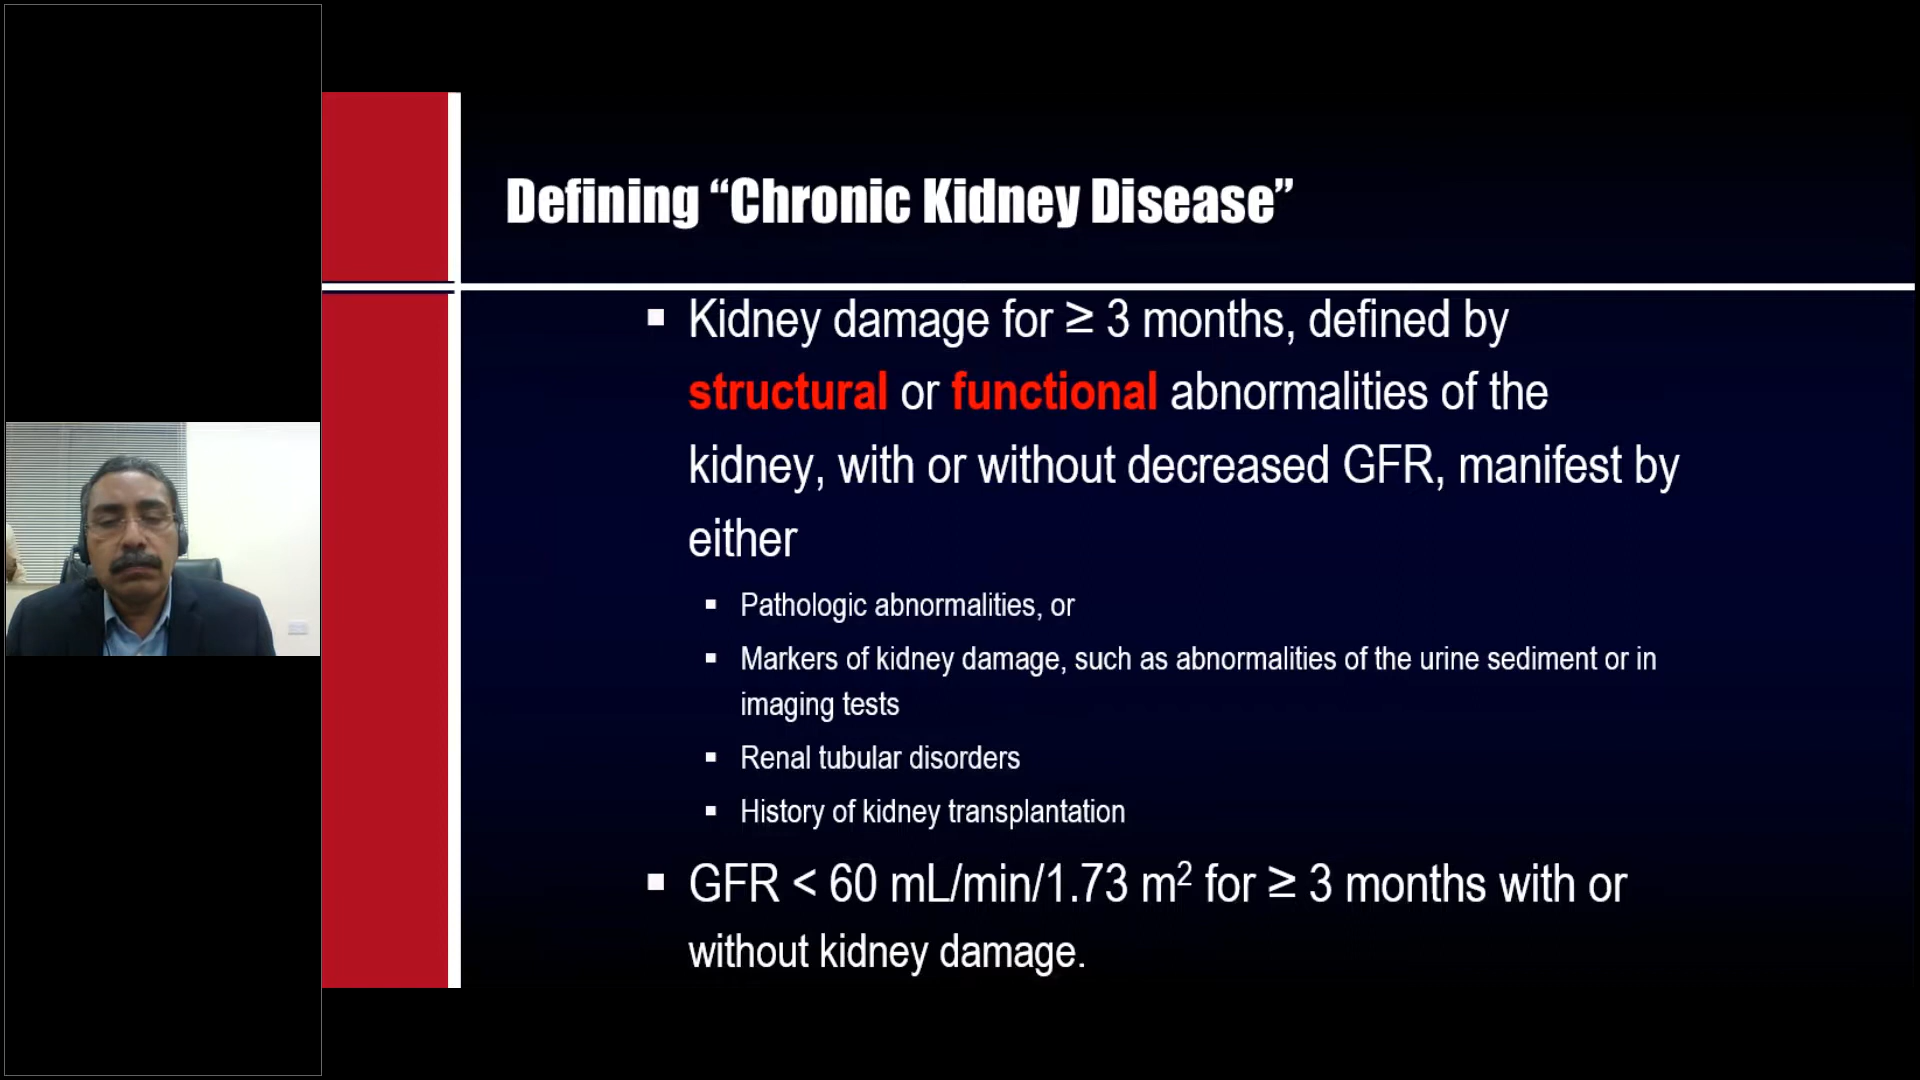 Defining “Chronic Kidney Disease”
▪ Kidney damage for ≥ 3 months, defined by
structural or functional abnormalities of the
kidney, with or without decreased GFR, manifest by
either
▪ Pathologic abnormalities, or
▪ Markers of kidney damage, such as abnormalities of the urine sediment or in
imaging tests
▪ Renal tubular disorders
▪ History of kidney transplantation
▪ GFR < 60 mL/min/1.73 m² for ≥ 3 months with or
without kidney damage.